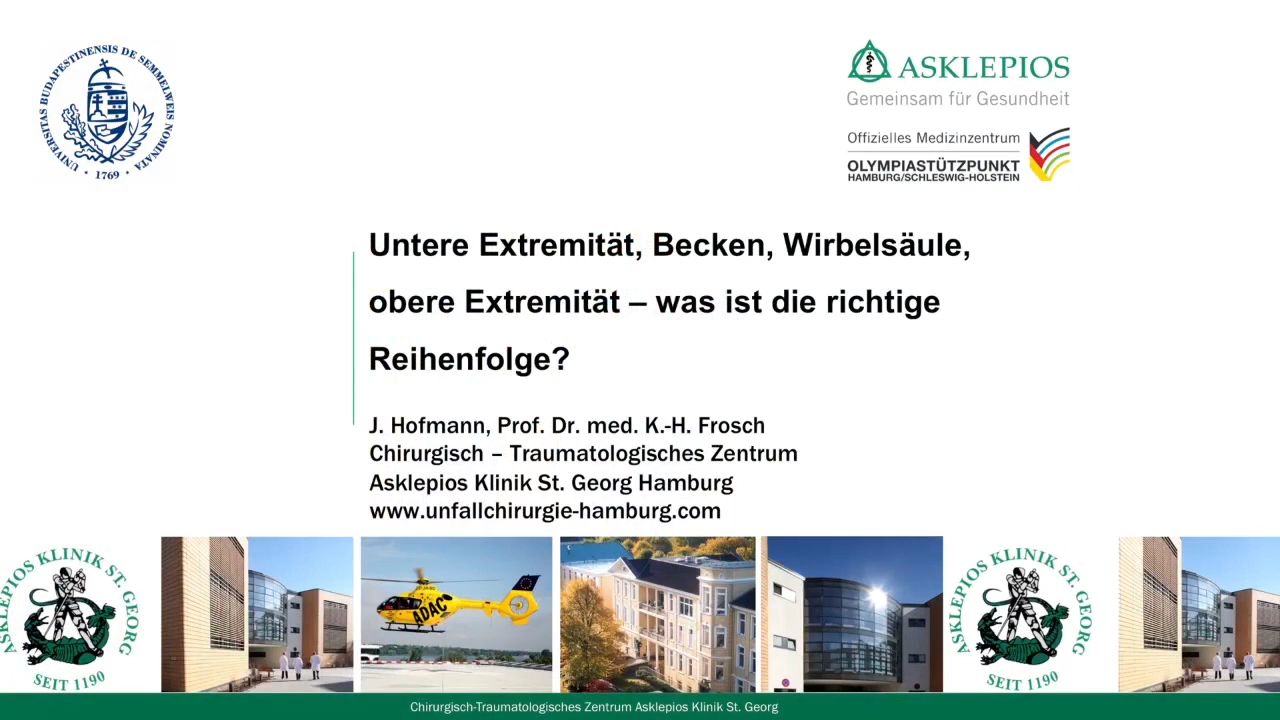 UNIVERSITAS BUDAPESTINENSIS DE SEMMELWEIS NOMINATA
· 1769 ·
ASKLEPIOS
Gemeinsam für Gesundheit
Offizielles Medizinzentrum
OLYMPIASTÜTZPUNKT
HAMBURG/SCHLESWIG-HOLSTEIN
Untere Extremität, Becken, Wirbelsäule,
obere Extremität – was ist die richtige
Reihenfolge?
J. Hofmann, Prof. Dr. med. K.-H. Frosch
Chirurgisch – Traumatologisches Zentrum
Asklepios Klinik St. Georg Hamburg
www.unfallchirurgie-hamburg.com
ASKLEPIOS KLINIK ST. GEORG
SEIT 1190
ADAC
ASKLEPIOS KLINIK ST. GEORG
SEIT 1190
Chirurgisch-Traumatologisches Zentrum Asklepios Klinik St. Georg